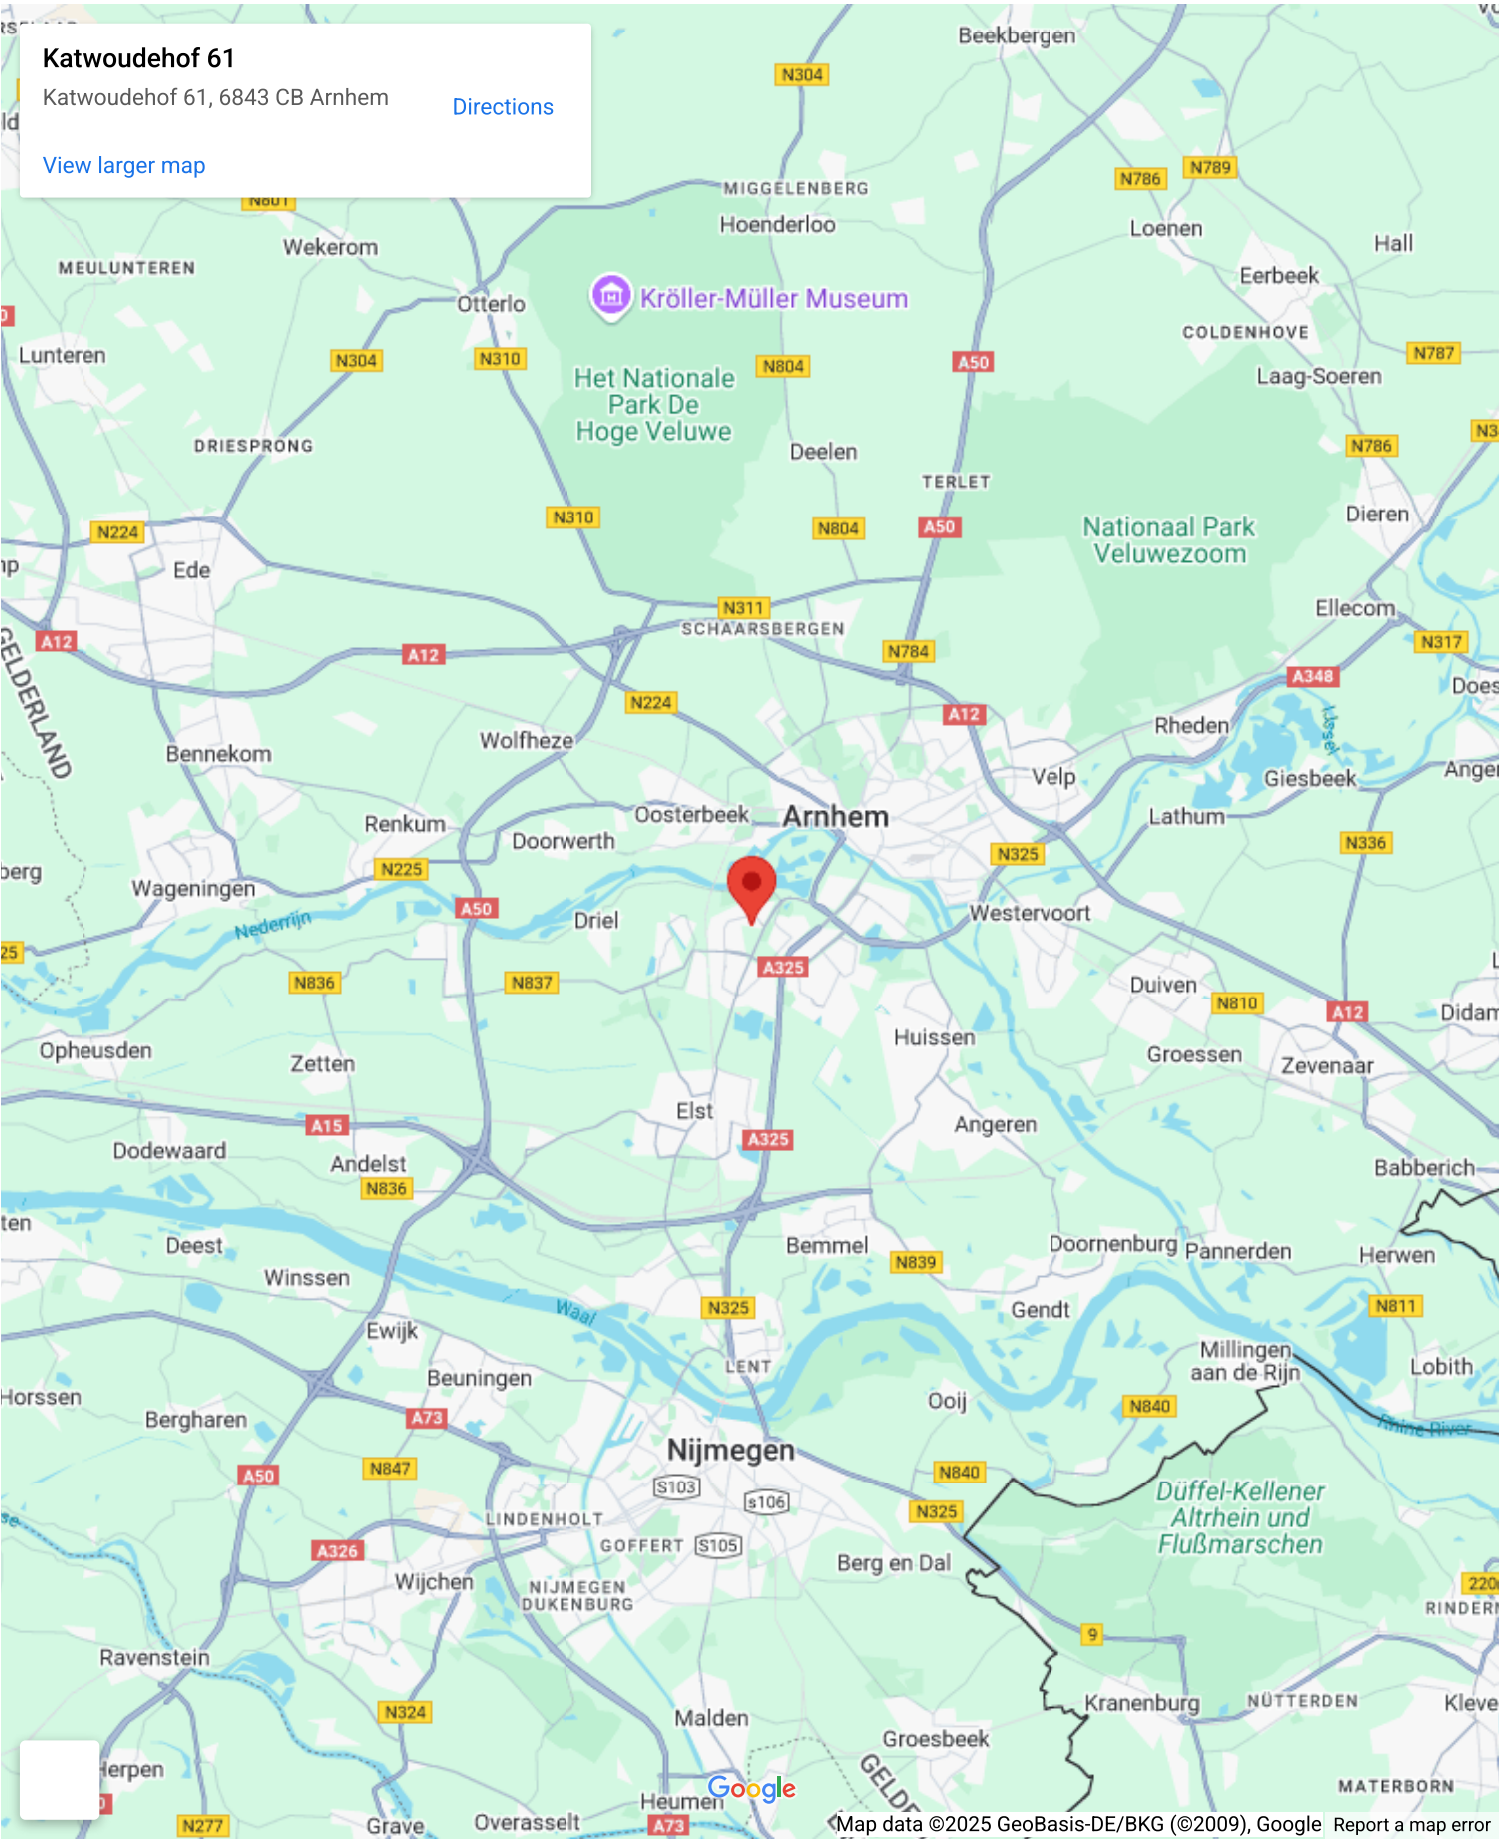 Katwoudehof 61
Katwoudehof 61, 6843 CB Arnhem
Directions
View larger map
Beekbergen
N304
N789
N786
MIGGELENBERG
N801
Hoenderloo
Loenen
Wekerom
Hall
MEULUNTEREN
Eerbeek
Kröller-Müller Museum
Otterlo
COLDENHOVE
Lunteren
N304
N310
N804
A50
N787
Laag-Soeren
Het Nationale
Park De
Hoge Veluwe
DRIESPRONG
Deelen
N786
TERLET
N310
N804
A50
Dieren
N224
Nationaal Park
Veluwezoom
Ede
N311
Ellecom
SCHAARSBERGEN
A12
A12
N784
N317
GELDERLAND
A348
N224
A12
Rheden
IJssel
Wolfheze
Bennekom
Velp
Giesbeek
Lathum
Oosterbeek
Arnhem
Renkum
Doorwerth
N325
N336
N225
Wageningen
A50
Driel
Westervoort
Nederrijn
A325
N836
N837
Duiven
N810
A12
Huissen
Opheusden
Zetten
Groessen
Zevenaar
Elst
A15
Angeren
A325
Dodewaard
Andelst
Babberich
N836
Deest
Bemmel
Doornenburg
Pannerden
Herwen
N839
Winssen
Waal
N325
Gendt
N811
Ewijk
Millingen
aan de Rijn
LENT
Lobith
Beuningen
Horssen
Ooij
N840
Bergharen
A73
Rhine River
Nijmegen
N847
A50
N840
S103
s106
Düffel-Kellener
Altrhein und
Flußmarschen
N325
LINDENHOLT
GOFFERT
S105
A326
Berg en Dal
Wijchen
NIJMEGEN
DUKENBURG
9
Ravenstein
Kranenburg
NÜTTERDEN
Kleve
N324
Malden
Groesbeek
Herpen
Google
MATERBORN
Heumen
N277
Grave
Overasselt
A73
Map data ©2025 GeoBasis-DE/BKG (©2009), Google
Report a map error